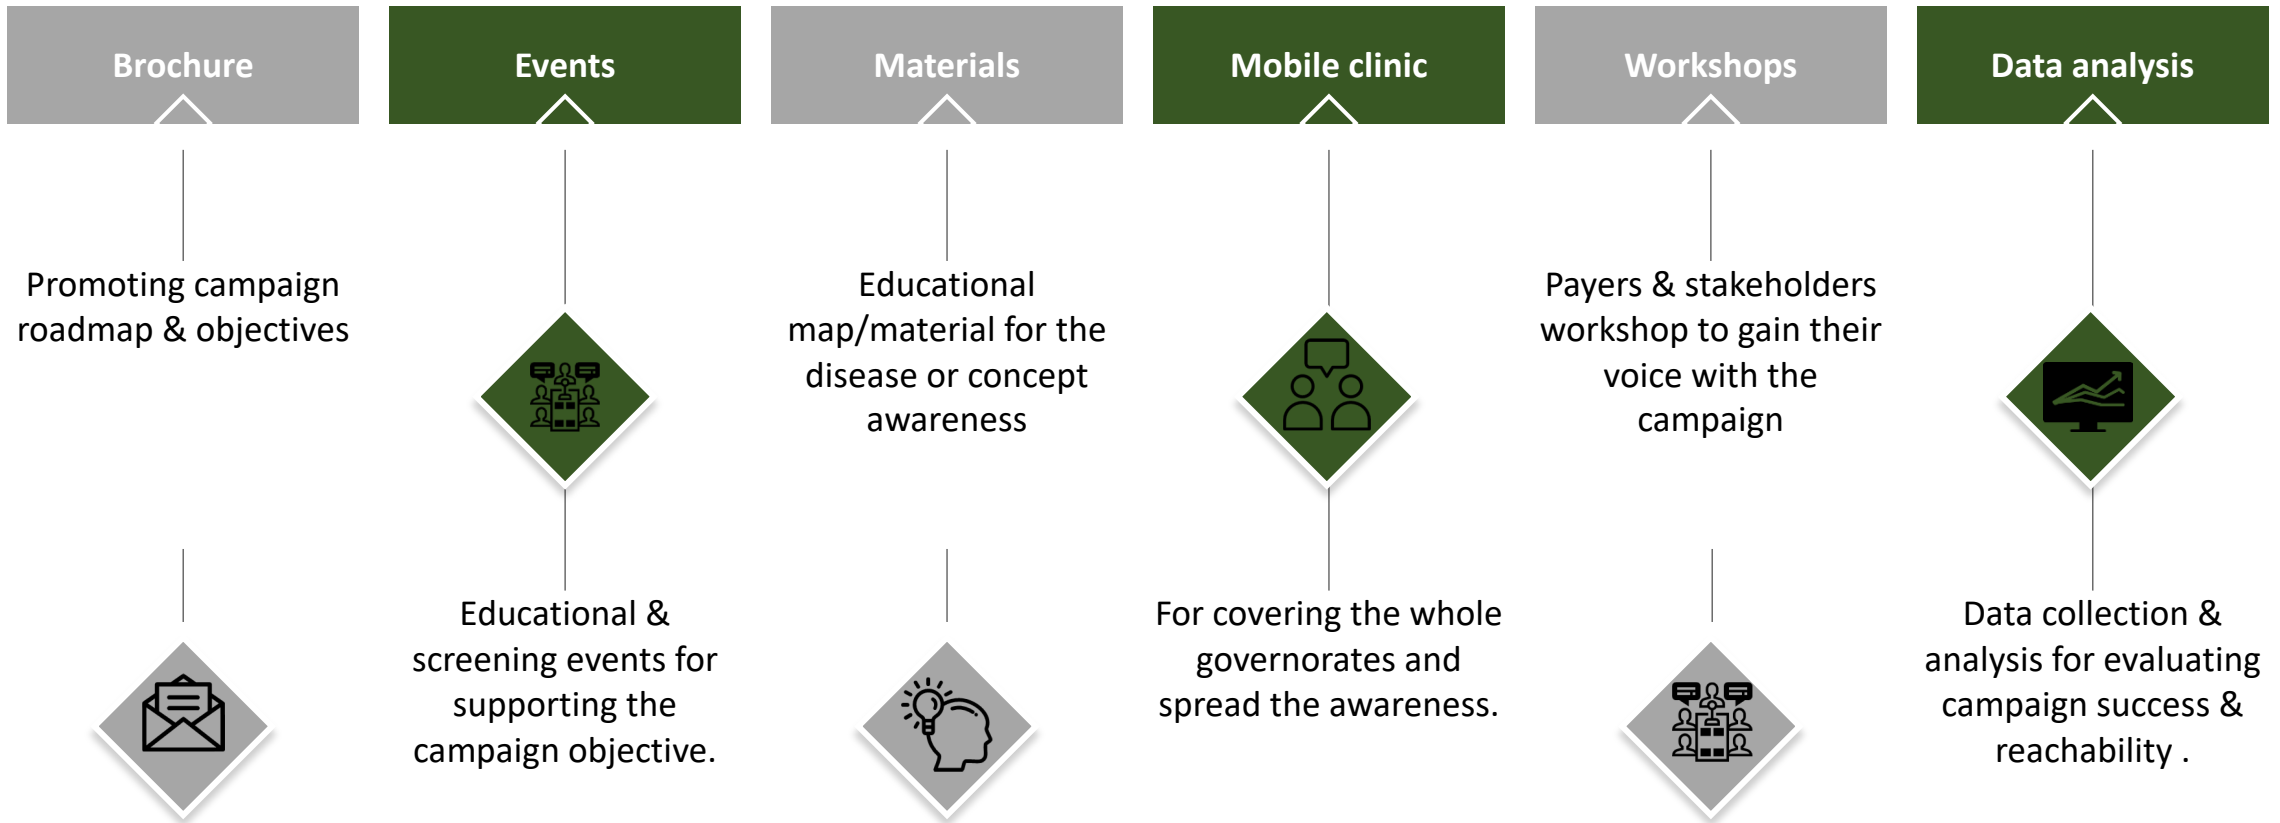 Brochure
Events
Materials
Mobile clinic
Workshops
Data analysis
Promoting campaign
roadmap & objectives
Educational &
screening events for
supporting the
campaign objective.
Educational
map/material for the
disease or concept
awareness
For covering the whole
governorates and
spread the awareness.
Payers & stakeholders
workshop to gain their
voice with the
campaign
Data collection &
analysis for evaluating
campaign success &
reachability .